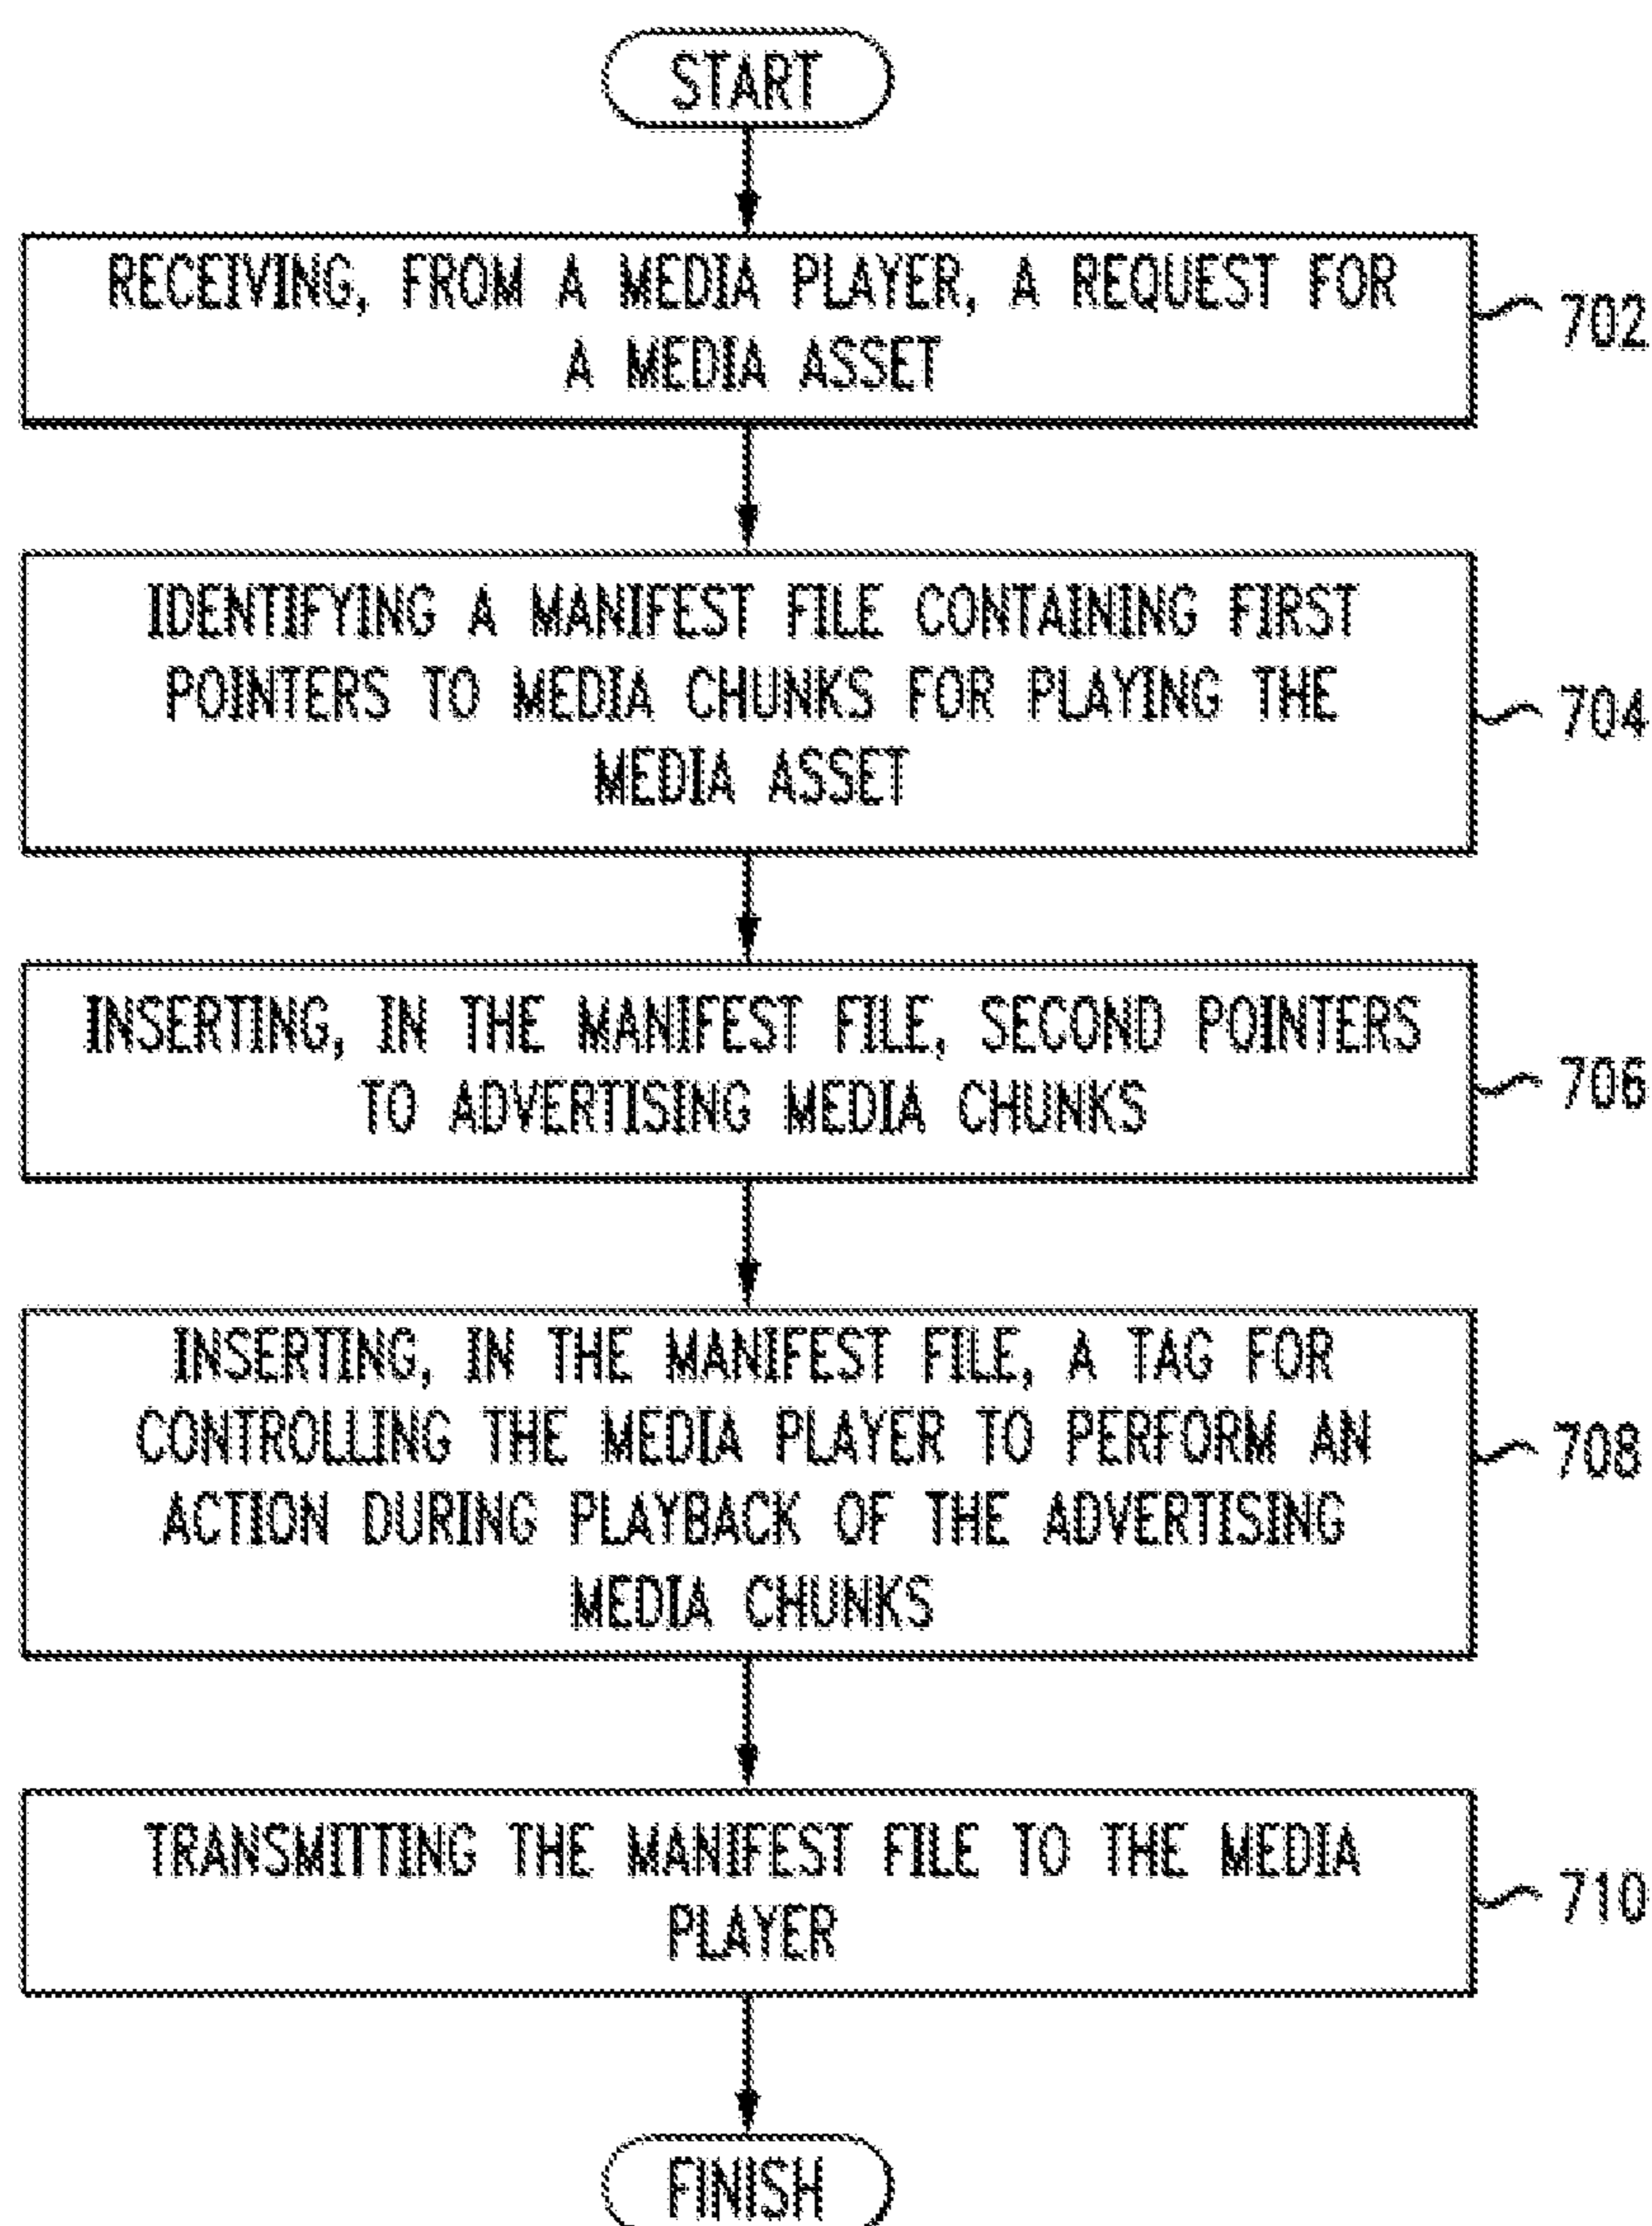 START
RECEIVING, FROM A MEDIA PLAYER, A REQUEST FOR
A MEDIA ASSET
702
IDENTIFYING A MANIFEST FILE CONTAINING FIRST
POINTERS TO MEDIA CHUNKS FOR PLAYING THE
MEDIA ASSET
704
INSERTING, IN THE MANIFEST FILE, SECOND POINTERS
TO ADVERTISING MEDIA CHUNKS
706
INSERTING, IN THE MANIFEST FILE, A TAG FOR
CONTROLLING THE MEDIA PLAYER TO PERFORM AN
ACTION DURING PLAYBACK OF THE ADVERTISING
MEDIA CHUNKS
708
TRANSMITTING THE MANIFEST FILE TO THE MEDIA
PLAYER
710
FINISH